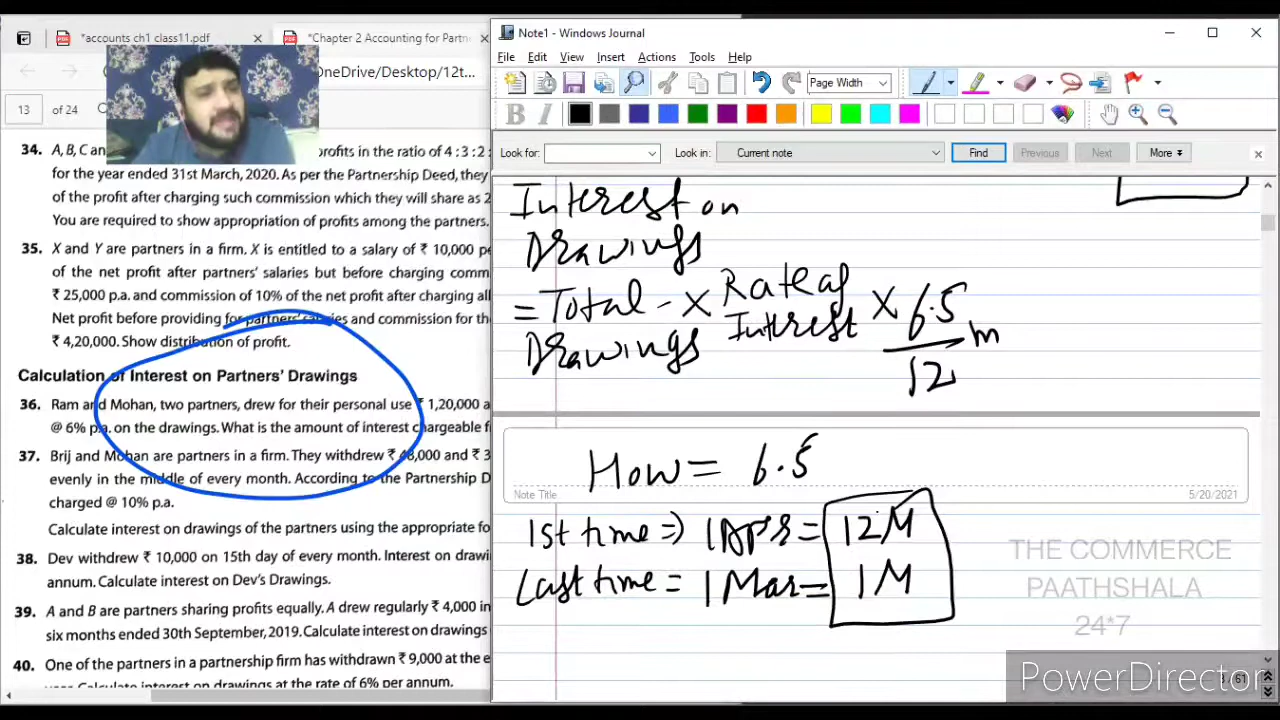 *accounts ch1 class11.pdf
*Chapter 2 Accounting for Partn
OneDrive/Desktop/12t...
13 of 24
34. A, B, C an
profits in the ratio of 4 : 3 : 2 :
for the year ended 31st March, 2020. As per the Partnership Deed, they
of the profit after charging such commission which they will share as 2
You are required to show appropriation of profits among the partners.
35. X and Y are partners in a firm. X is entitled to a salary of ₹ 10,000 pe
of the net profit after partners' salaries but before charging comm
₹ 25,000 p.a. and commission of 10% of the net profit after charging all
Net profit before providing for partners' salaries and commission for the
₹ 4,20,000. Show distribution of profit.
Calculation of Interest on Partners' Drawings
36. Ram and Mohan, two partners, drew for their personal use ₹ 1,20,000 a
@ 6% p.a. on the drawings. What is the amount of interest chargeable f
37. Brij and Mohan are partners in a firm. They withdrew ₹ 48,000 and ₹ 3
evenly in the middle of every month. According to the Partnership D
charged @ 10% p.a.
Calculate interest on drawings of the partners using the appropriate fo
38. Dev withdrew ₹ 10,000 on 15th day of every month. Interest on drawi
annum. Calculate interest on Dev's Drawings.
39. A and B are partners sharing profits equally. A drew regularly ₹ 4,000 in
six months ended 30th September, 2019. Calculate interest on drawings
40. One of the partners in a partnership firm has withdrawn ₹ 9,000 at the e
year. Calculate interest on drawings at the rate of 6% per annum.
Note1 - Windows Journal
File Edit View Insert Actions Tools Help
Page Width
B I
Look for: Look in: Current note Find Previous Next More
Interest on
Drawings
= Total - × Rate of × 6.5
Drawings Interest 12 m
How = 6.5
Note Title 5/20/2021
1st time ⇒ 1 Apr = 12 M
Last time = 1 Mar = 1 M
THE COMMERCE
PAATHSHALA
24*7
PowerDirector